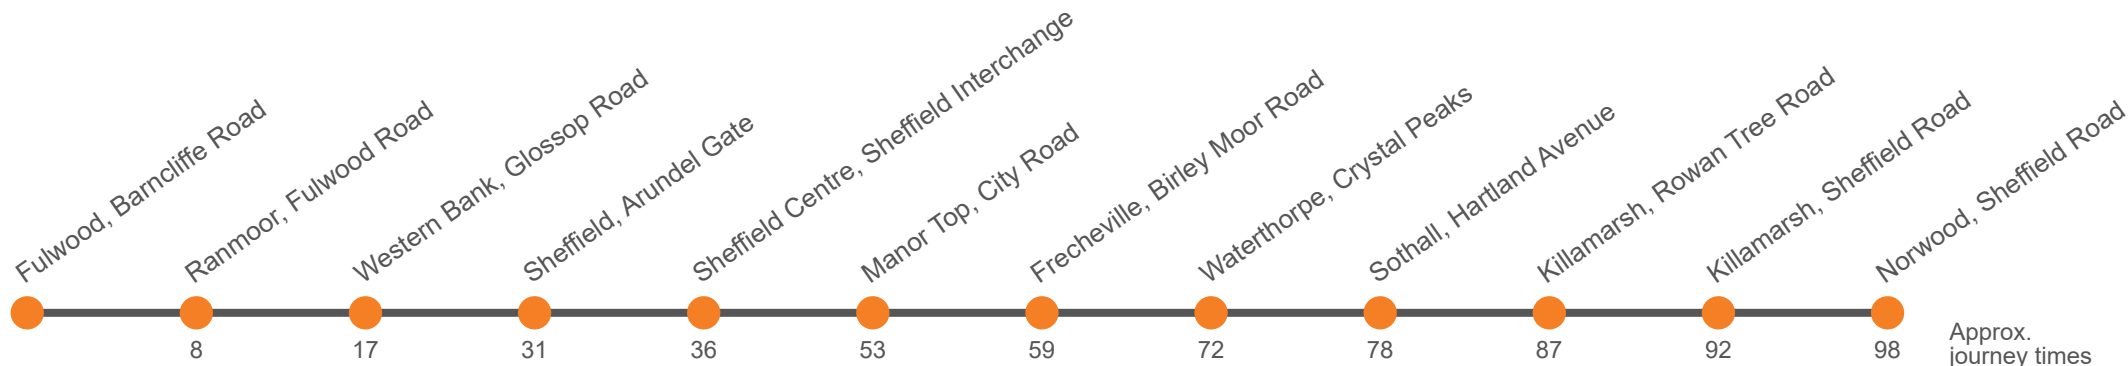 Fulwood, Barncliffe Road
Ranmoor, Fulwood Road
Western Bank, Glossop Road
Sheffield, Arundel Gate
Sheffield Centre, Sheffield Interchange
Manor Top, City Road
Frecheville, Birley Moor Road
Waterthorpe, Crystal Peaks
Sothall, Hartland Avenue
Killamarsh, Rowan Tree Road
Killamarsh, Sheffield Road
Norwood, Sheffield Road
8 17 31 36 53 59 72 78 87 92 98
Approx.
journey times